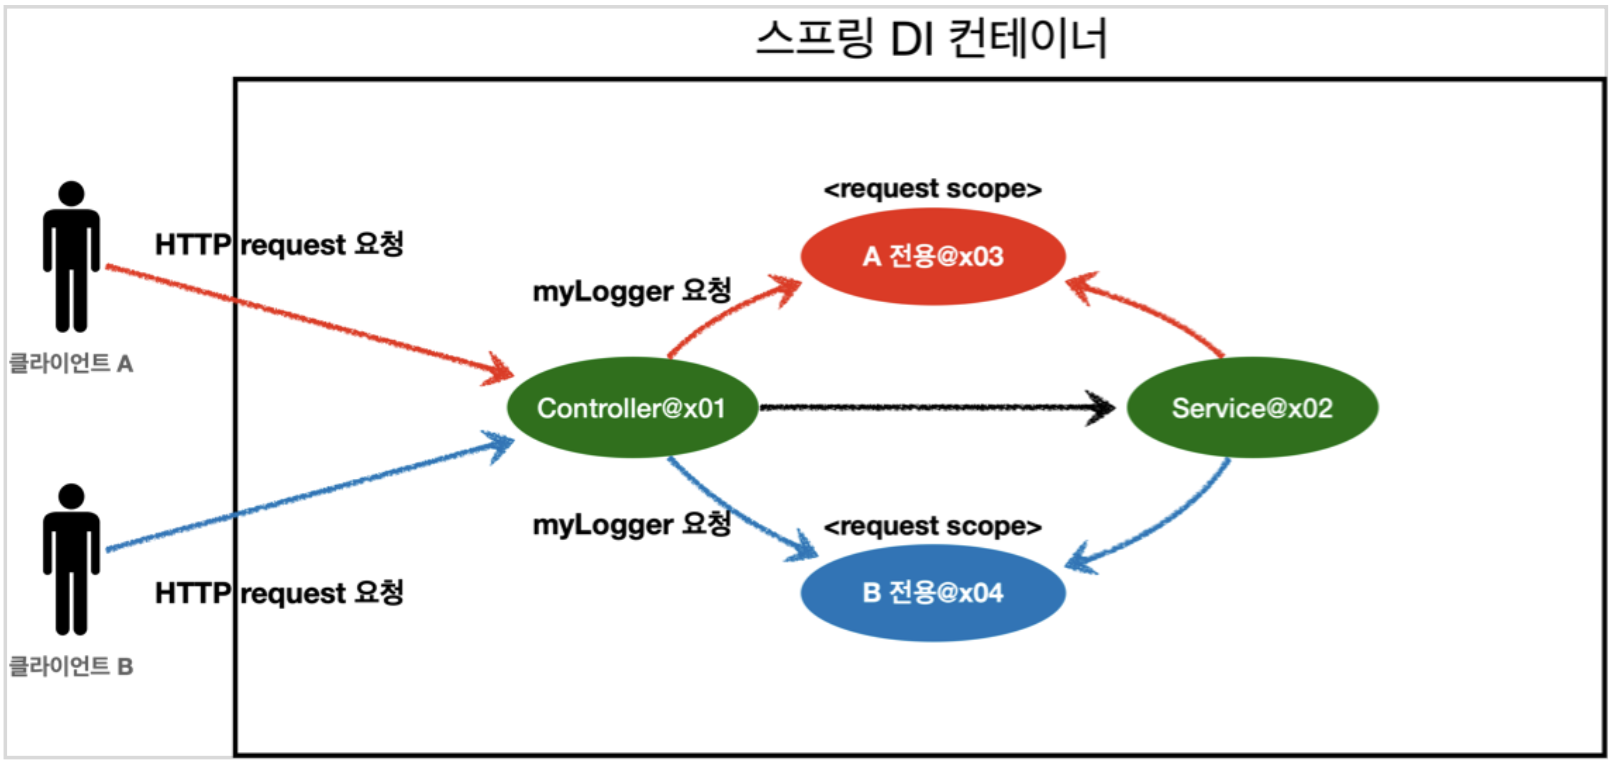 스프링 DI 컨테이너
<request scope>
A 전용@x03
HTTP request 요청
myLogger 요청
클라이언트 A
Controller@x01
Service@x02
myLogger 요청
<request scope>
B 전용@x04
HTTP request 요청
클라이언트 B